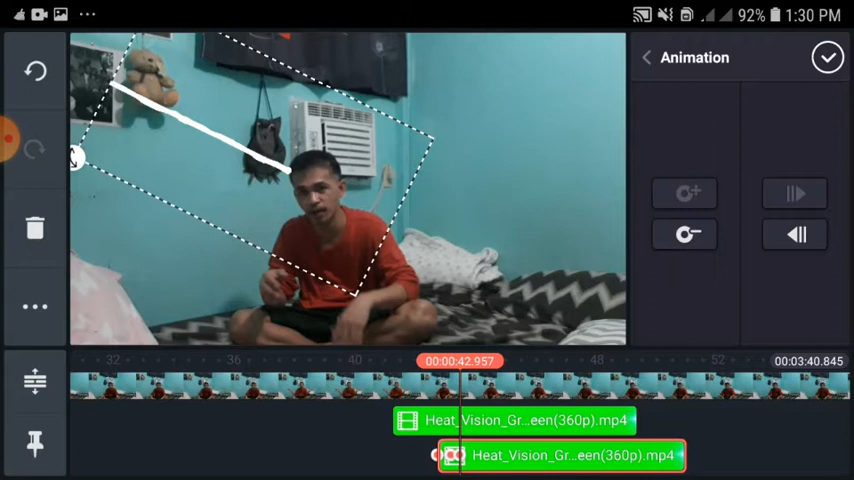 92% 1:30 PM
Animation
32 36 40 00:00:42.957 48 52 00:03:40.845
Heat_Vision_Gr...een(360p).mp4
Heat_Vision_Gr...een(360p).mp4